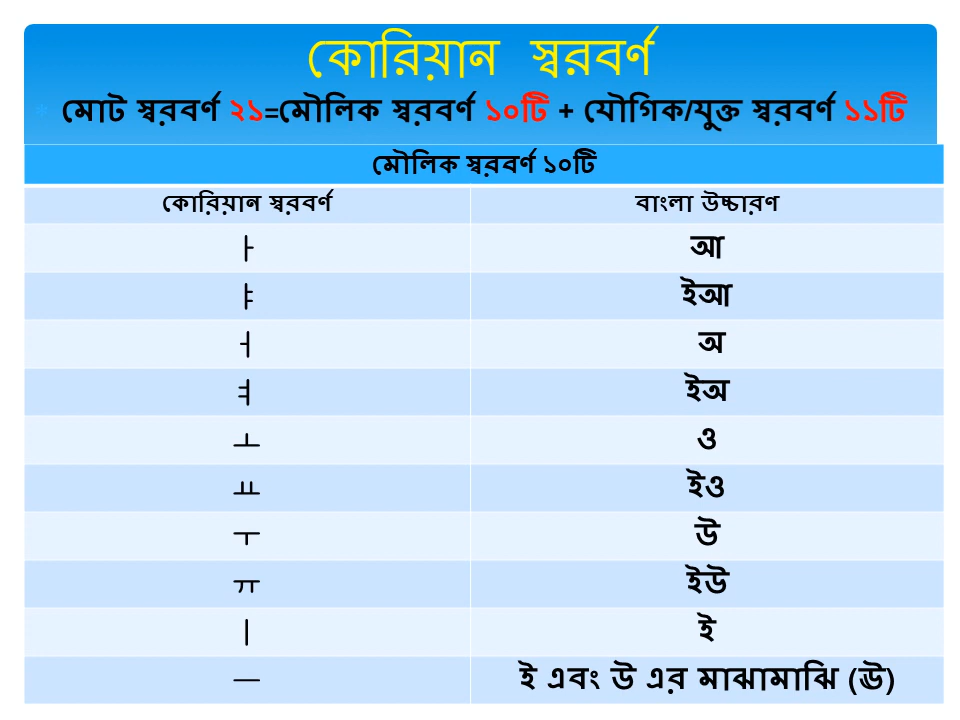 কোরিয়ান স্বরবর্ণ
* মোট স্বরবর্ণ ২১=মৌলিক স্বরবর্ণ ১০টি + যৌগিক/যুক্ত স্বরবর্ণ ১১টি
মৌলিক স্বরবর্ণ ১০টি
কোরিয়ান স্বরবর্ণ বাংলা উচ্চারণ
ㅏ আ
ㅑ ইআ
ㅓ অ
ㅕ ইঅ
ㅗ ও
ㅛ ইও
ㅜ উ
ㅠ ইউ
ㅣ ই
ㅡ ই এবং উ এর মাঝামাঝি (ঊ)